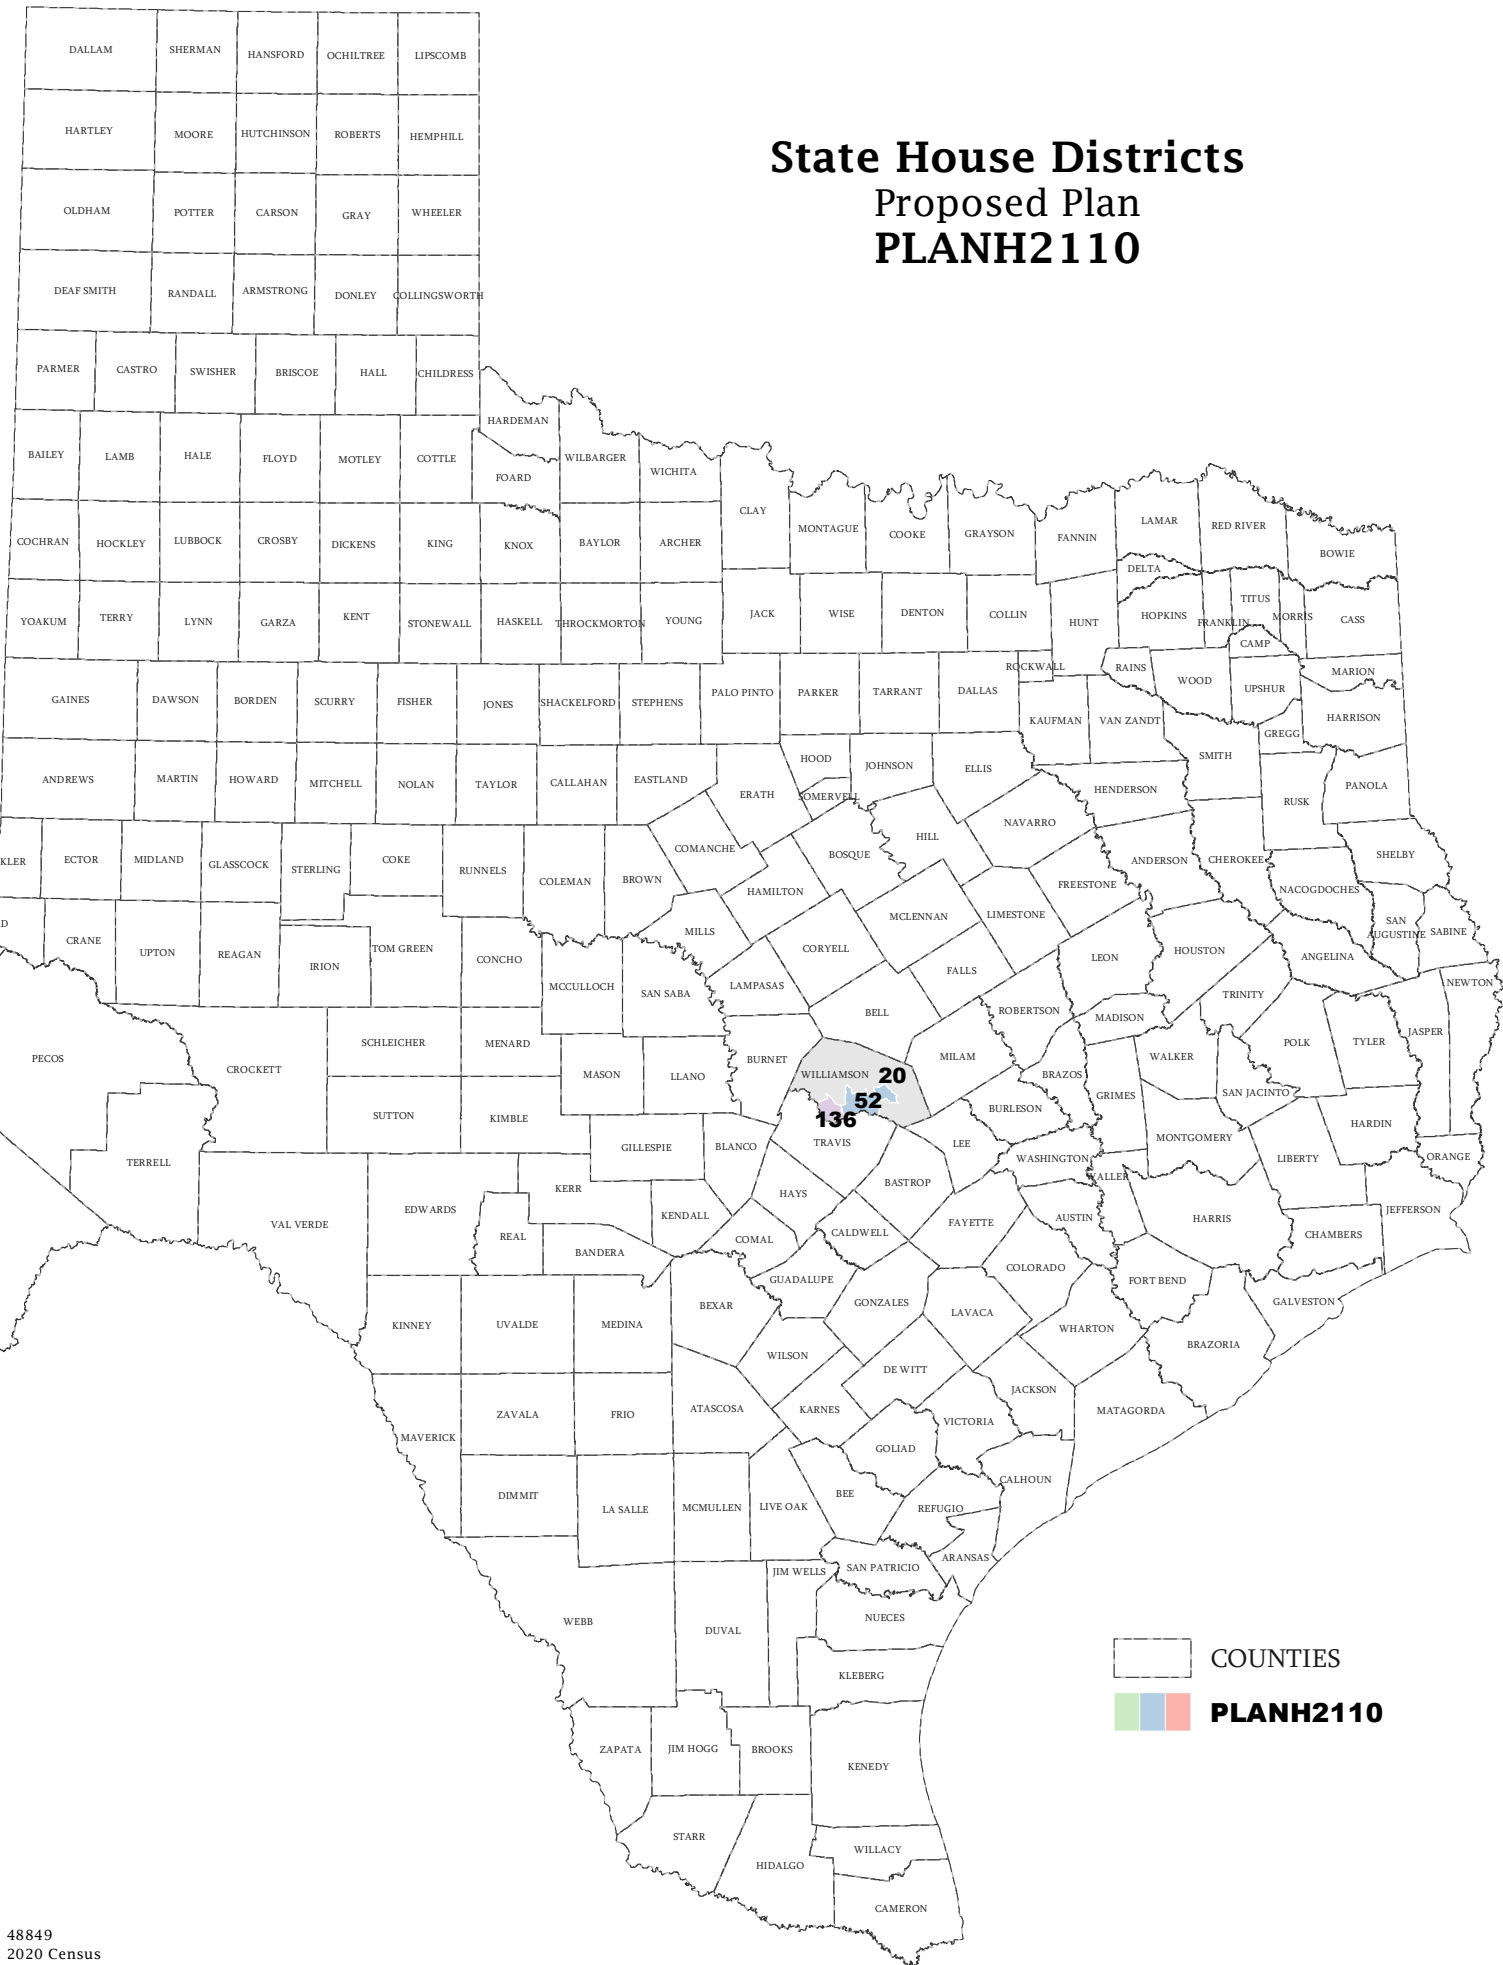 State House Districts
Proposed Plan
PLANH2110
DALLAM SHERMAN HANSFORD OCHILTREE LIPSCOMB
HARTLEY MOORE HUTCHINSON ROBERTS HEMPHILL
OLDHAM POTTER CARSON GRAY WHEELER
DEAF SMITH RANDALL ARMSTRONG DONLEY COLLINGSWORTH
PARMER CASTRO SWISHER BRISCOE HALL CHILDRESS
HARDEMAN
BAILEY LAMB HALE FLOYD MOTLEY COTTLE FOARD WILBARGER WICHITA
CLAY MONTAGUE COOKE GRAYSON FANNIN LAMAR RED RIVER BOWIE
COCHRAN HOCKLEY LUBBOCK CROSBY DICKENS KING KNOX BAYLOR ARCHER
DELTA
YOAKUM TERRY LYNN GARZA KENT STONEWALL HASKELL THROCKMORTON YOUNG JACK WISE DENTON COLLIN HUNT HOPKINS FRANKLIN TITUS MORRIS CASS
CAMP
ROCKWALL RAINS WOOD UPSHUR MARION
GAINES DAWSON BORDEN SCURRY FISHER JONES SHACKELFORD STEPHENS PALO PINTO PARKER TARRANT DALLAS
KAUFMAN VAN ZANDT GREGG HARRISON
SMITH
ANDREWS MARTIN HOWARD MITCHELL NOLAN TAYLOR CALLAHAN EASTLAND HOOD JOHNSON ELLIS
ERATH SOMERVELL HENDERSON RUSK PANOLA
KLER ECTOR MIDLAND GLASSCOCK STERLING COKE RUNNELS COLEMAN BROWN COMANCHE BOSQUE HILL NAVARRO
ANDERSON CHEROKEE SHELBY
HAMILTON FREESTONE NACOGDOCHES
D CRANE UPTON REAGAN IRION TOM GREEN CONCHO MILLS MCLENNAN LIMESTONE
SAN
AUGUSTINE SABINE
CORYELL HOUSTON ANGELINA
MCCULLOCH SAN SABA LAMPASAS FALLS LEON
BELL ROBERTSON MADISON TRINITY NEWTON
PECOS CROCKETT SCHLEICHER MENARD MASON LLANO BURNET WILLIAMSON 20 MILAM
BRAZOS WALKER POLK TYLER JASPER
52
136
SUTTON KIMBLE BURLESON GRIMES SAN JACINTO
TERRELL GILLESPIE BLANCO TRAVIS LEE MONTGOMERY HARDIN
WASHINGTON LIBERTY ORANGE
WALLER
VAL VERDE EDWARDS KERR HAYS BASTROP
REAL KENDALL AUSTIN HARRIS JEFFERSON
BANDERA COMAL CALDWELL FAYETTE CHAMBERS
GUADALUPE COLORADO FORT BEND GALVESTON
KINNEY UVALDE MEDINA BEXAR GONZALES LAVACA WHARTON BRAZORIA
WILSON DE WITT
ZAVALA FRIO ATASCOSA KARNES JACKSON MATAGORDA
MAVERICK VICTORIA
GOLIAD
DIMMIT LA SALLE MCMULLEN LIVE OAK BEE CALHOUN
REFUGIO
JIM WELLS SAN PATRICIO ARANSAS
WEBB DUVAL NUECES
KLEBERG
ZAPATA JIM HOGG BROOKS KENEDY
STARR HIDALGO WILLACY
CAMERON
COUNTIES
PLANH2110
48849
2020 Census